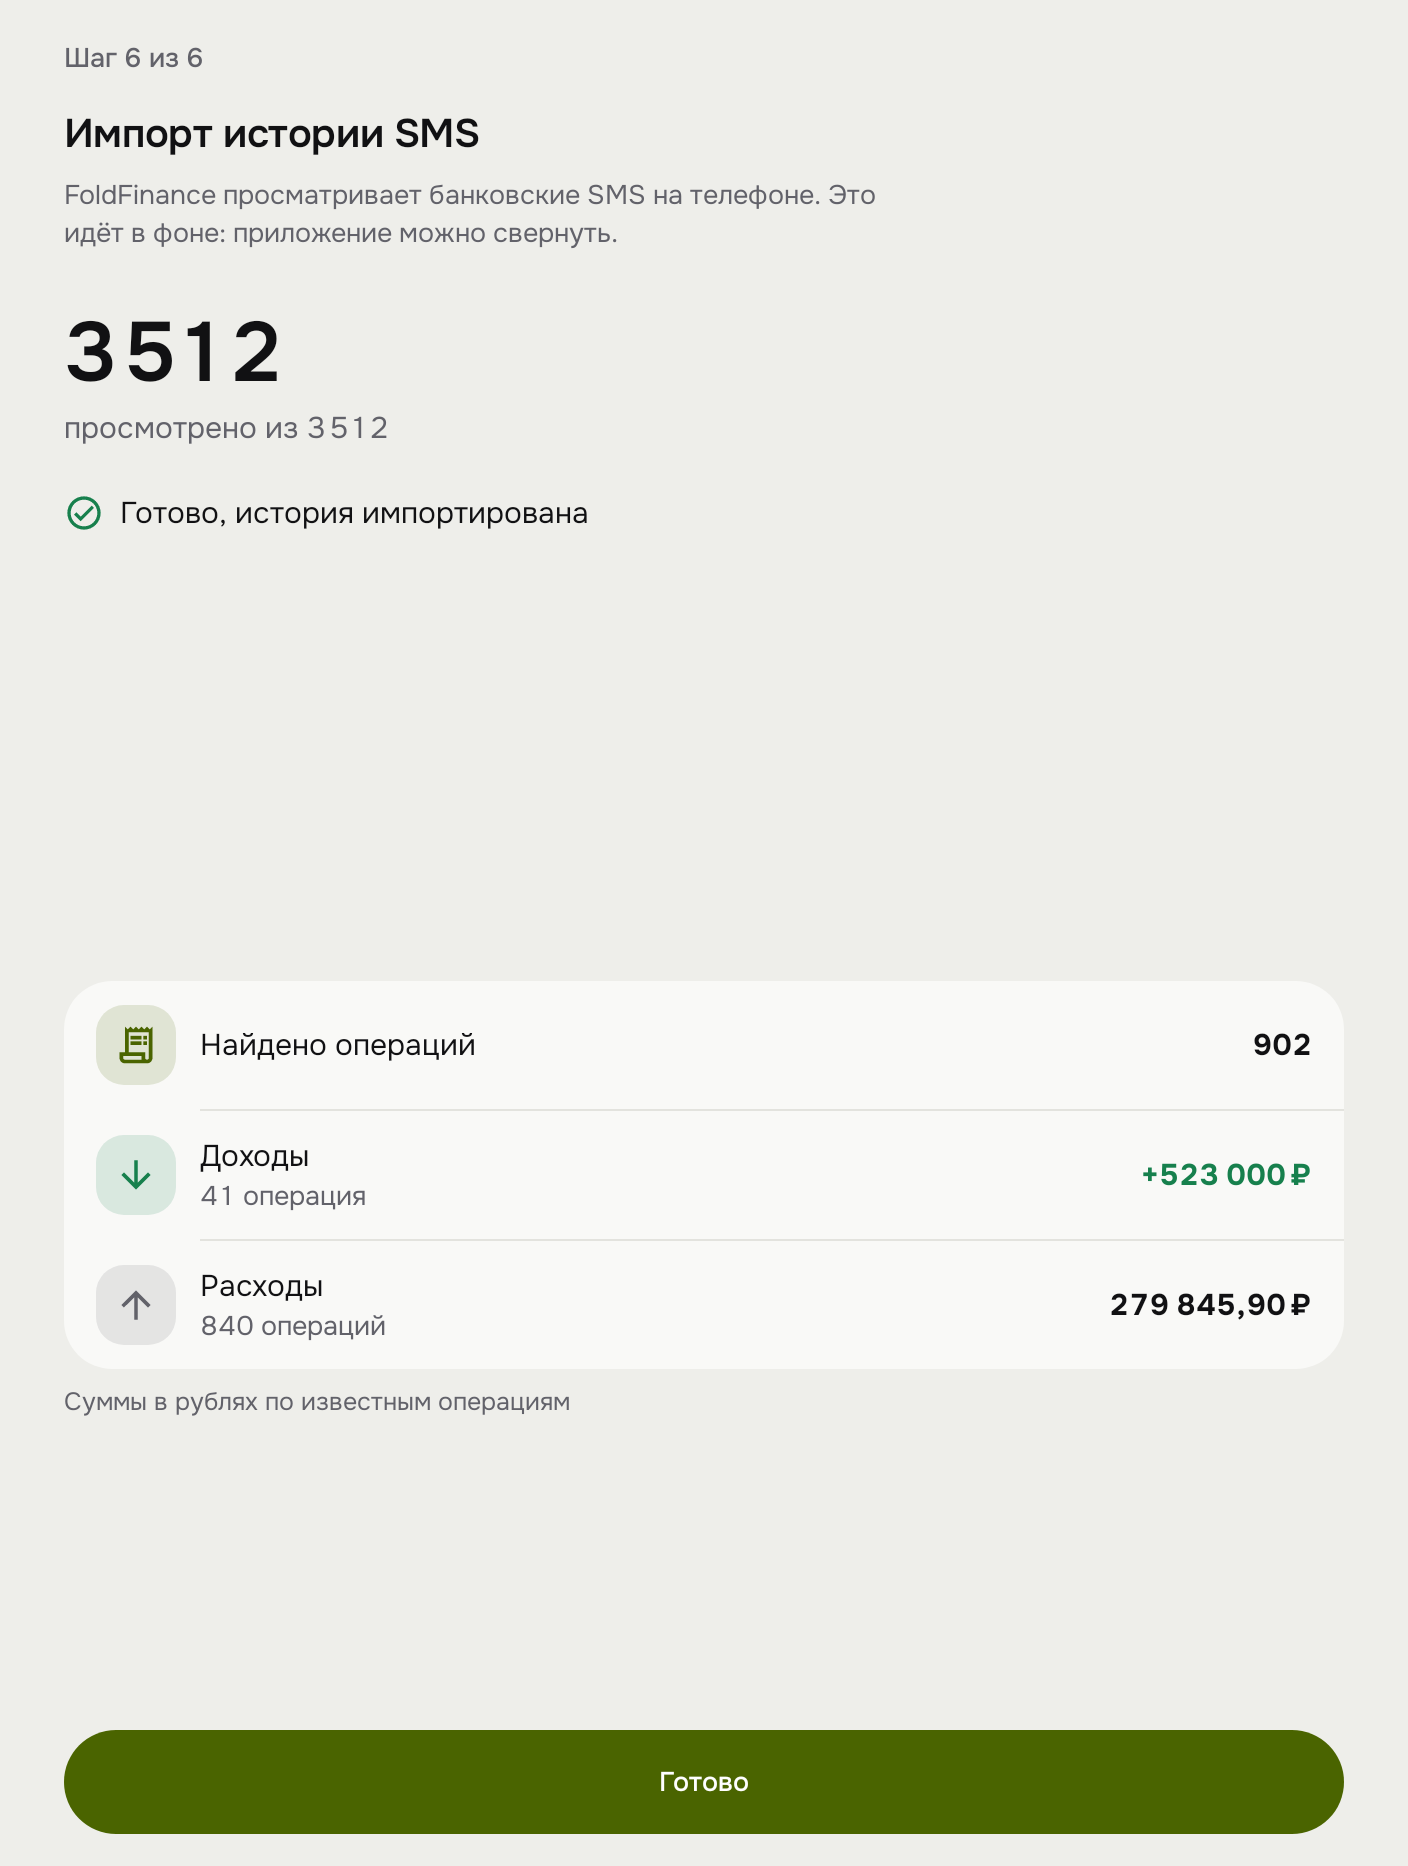 Шаг 6 из 6
Импорт истории SMS
FoldFinance просматривает банковские SMS на телефоне. Это
идёт в фоне: приложение можно свернуть.
3512
просмотрено из 3512
Готово, история импортирована
Найдено операций 902
Доходы
41 операция
+523 000 ₽
Расходы
840 операций
279 845,90 ₽
Суммы в рублях по известным операциям
Готово